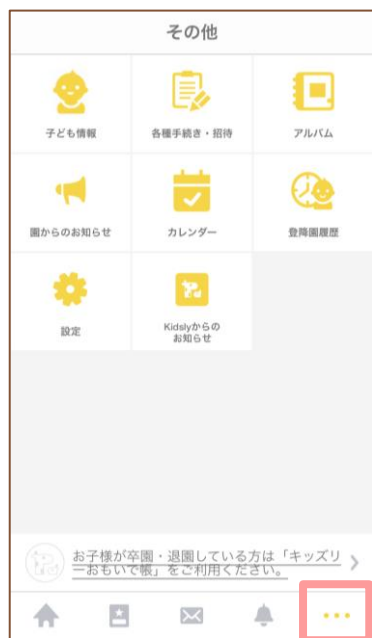 その他
子ども情報
各種手続き・招待
アルバム
園からのお知らせ
カレンダー
登降園履歴
設定
Kidslyからの
お知らせ
お子様が卒園・退園している方は「キッズリ
ーおもいで帳」をご利用ください。